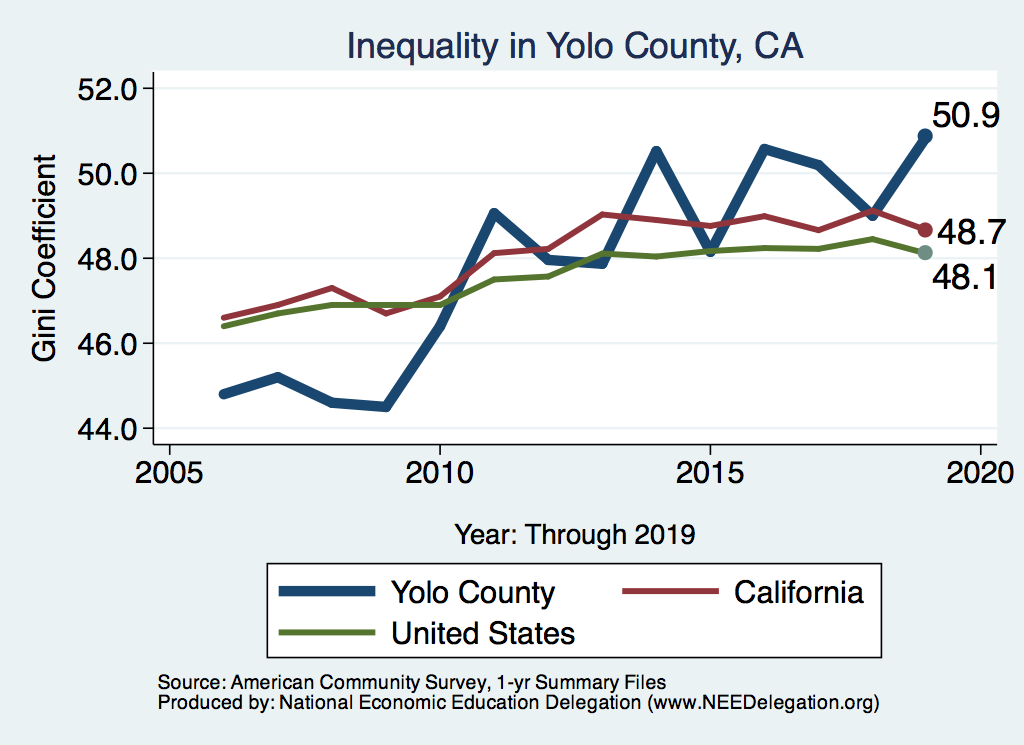 Inequality in Yolo County, CA
52.0
50.0
48.0
46.0
44.0
Gini Coefficient
50.9
48.7
48.1
2005 2010 2015 2020
Year: Through 2019
Yolo County California
United States
Source: American Community Survey, 1-yr Summary Files
Produced by: National Economic Education Delegation (www.NEEDelegation.org)